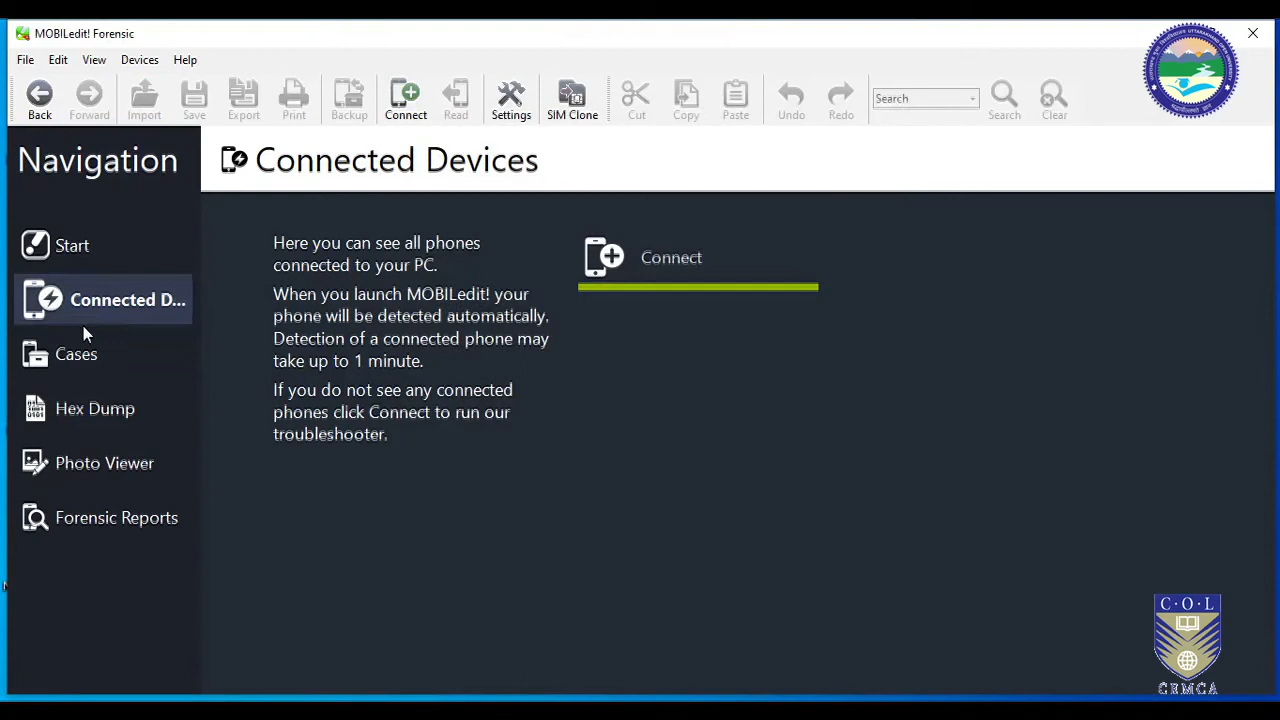 MOBILedit! Forensic
File Edit View Devices Help
Back Forward Import Save Export Print Backup Connect Read Settings SIM Clone Cut Copy Paste Undo Redo Search Search Clear
Navigation
Connected Devices
Start
Connected D...
Cases
Hex Dump
Photo Viewer
Forensic Reports
Here you can see all phones
connected to your PC.
When you launch MOBILedit! your
phone will be detected automatically.
Detection of a connected phone may
take up to 1 minute.
If you do not see any connected
phones click Connect to run our
troubleshooter.
Connect
C·O·L
CEMCA